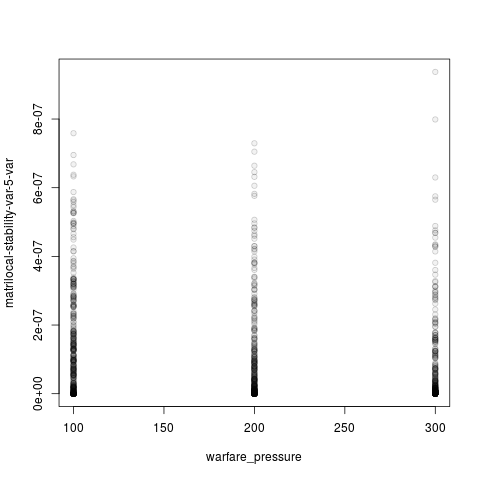 matrilocal-stability-var-5-var
8e-07
6e-07
4e-07
2e-07
0e+00
100
150
200
250
300
warfare_pressure